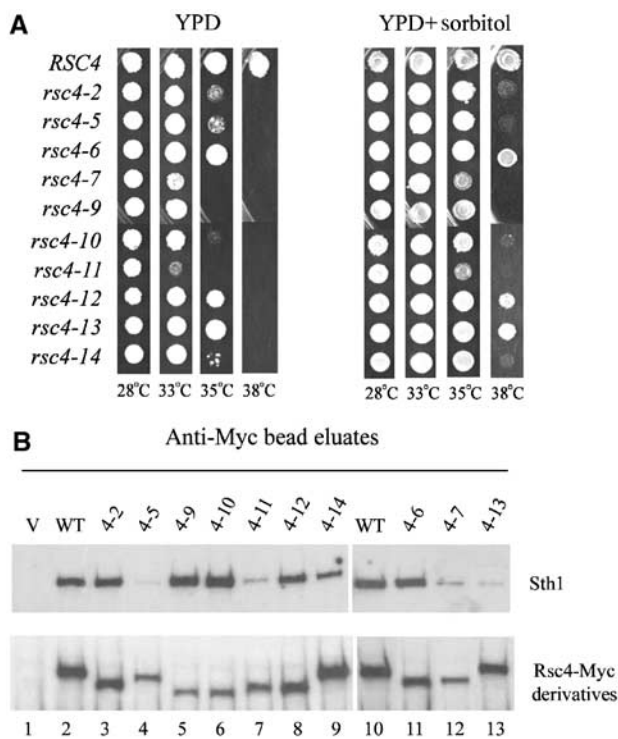 A
YPD
YPD+ sorbitol
RSC4
rsc4-2
rsc4-5
rsc4-6
rsc4-7
rsc4-9
rsc4-10
rsc4-11
rsc4-12
rsc4-13
rsc4-14
28°C 33°C 35°C 38°C
28°C 33°C 35°C 38°C
B
Anti-Myc bead eluates
V WT 4-2 4-5 4-9 4-10 4-11 4-12 4-14 WT 4-6 4-7 4-13
Sth1
Rsc4-Myc
derivatives
1 2 3 4 5 6 7 8 9 10 11 12 13